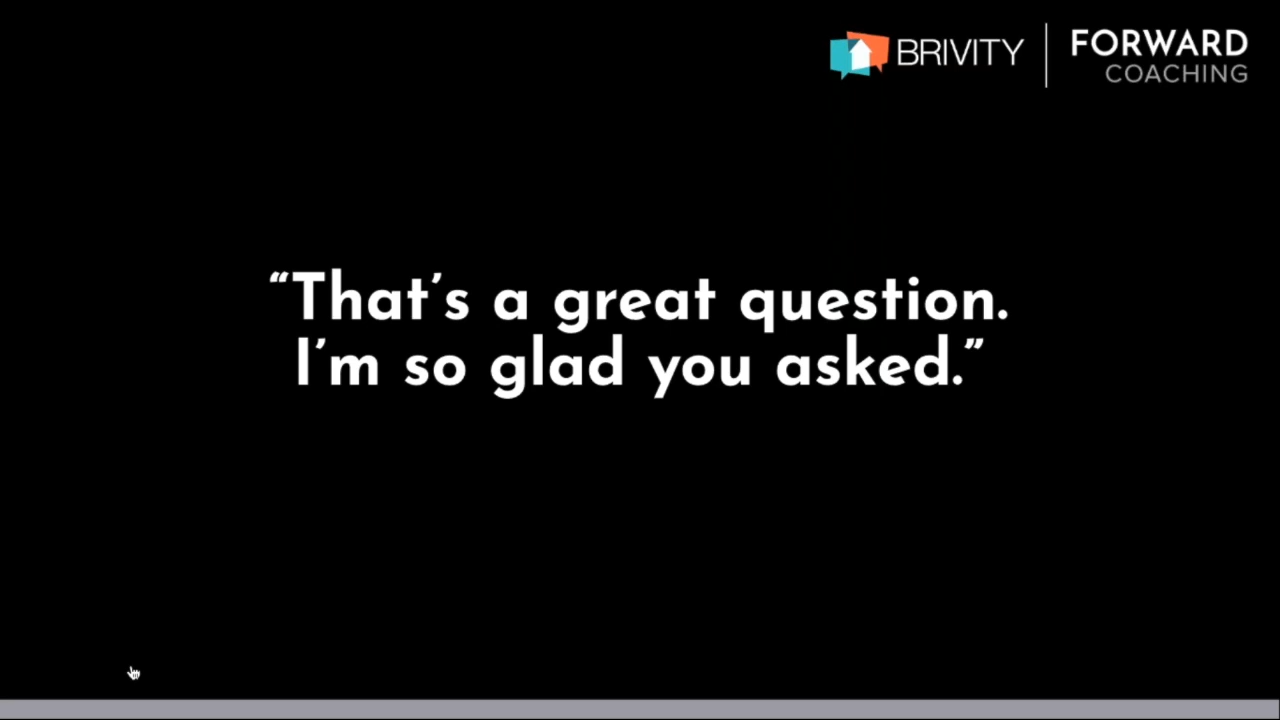 BRIVITY
FORWARD
COACHING
“That’s a great question.
I’m so glad you asked.”